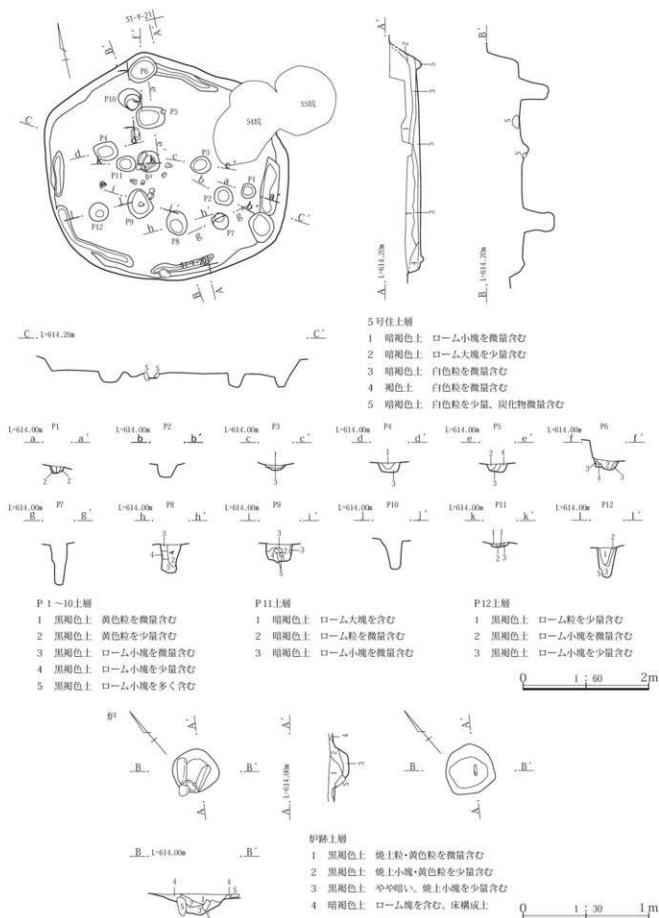 51-Y-21
A'
B'
f'
f
P6
P10
e
P5
54坑
55坑
C
P4
d
d'
P11
k
e'
c
c'
P3
b
a
P2
P1
a'
b'
P9
P12
h
h'
P8
g
g'
P7
C'
51-Y-20
B
A
A L=614.20m A'
B L=614.20m B'
C L=614.20m C'
5号住土層
1 暗褐色土 ローム小塊を微量含む
2 暗褐色土 ローム大塊を少量含む
3 暗褐色土 白色粒を微量含む
4 褐色土 白色粒を微量含む
5 暗褐色土 白色粒を少量、炭化物微量含む
L=614.00m P1 a a'
L=614.00m P2 b b'
L=614.00m P3 c c'
L=614.00m P4 d d'
L=614.00m P5 e e'
L=614.00m P6 f f'
L=614.00m P7 g g'
L=614.00m P8 h h'
L=614.00m P9 i i'
L=614.00m P10 j j'
L=614.00m P11 k k'
L=614.00m P12 l l'
P 1～10土層
1 黒褐色土 黄色粒を微量含む
2 黒褐色土 黄色粒を少量含む
3 黒褐色土 ローム小塊を微量含む
4 黒褐色土 ローム小塊を少量含む
5 黒褐色土 ローム小塊を多く含む
P11土層
1 暗褐色土 ローム大塊を含む
2 暗褐色土 ローム粒を微量含む
3 暗褐色土 ローム小塊を微量含む
P12土層
1 黒褐色土 ローム粒を少量含む
2 黒褐色土 ローム小塊を微量含む
3 黒褐色土 ローム小塊を少量含む
0 1：60 2m
炉
A'
B B'
A
A L=614.00m A'
A'
B B'
A
B L=614.00m B'
炉跡土層
1 黒褐色土 焼土粒・黄色粒を微量含む
2 黒褐色土 焼土小塊・黄色粒を少量含む
3 黒褐色土 やや暗い。焼土小塊を少量含む
4 暗褐色土 ローム塊を含む。床構成土
0 1：30 1m